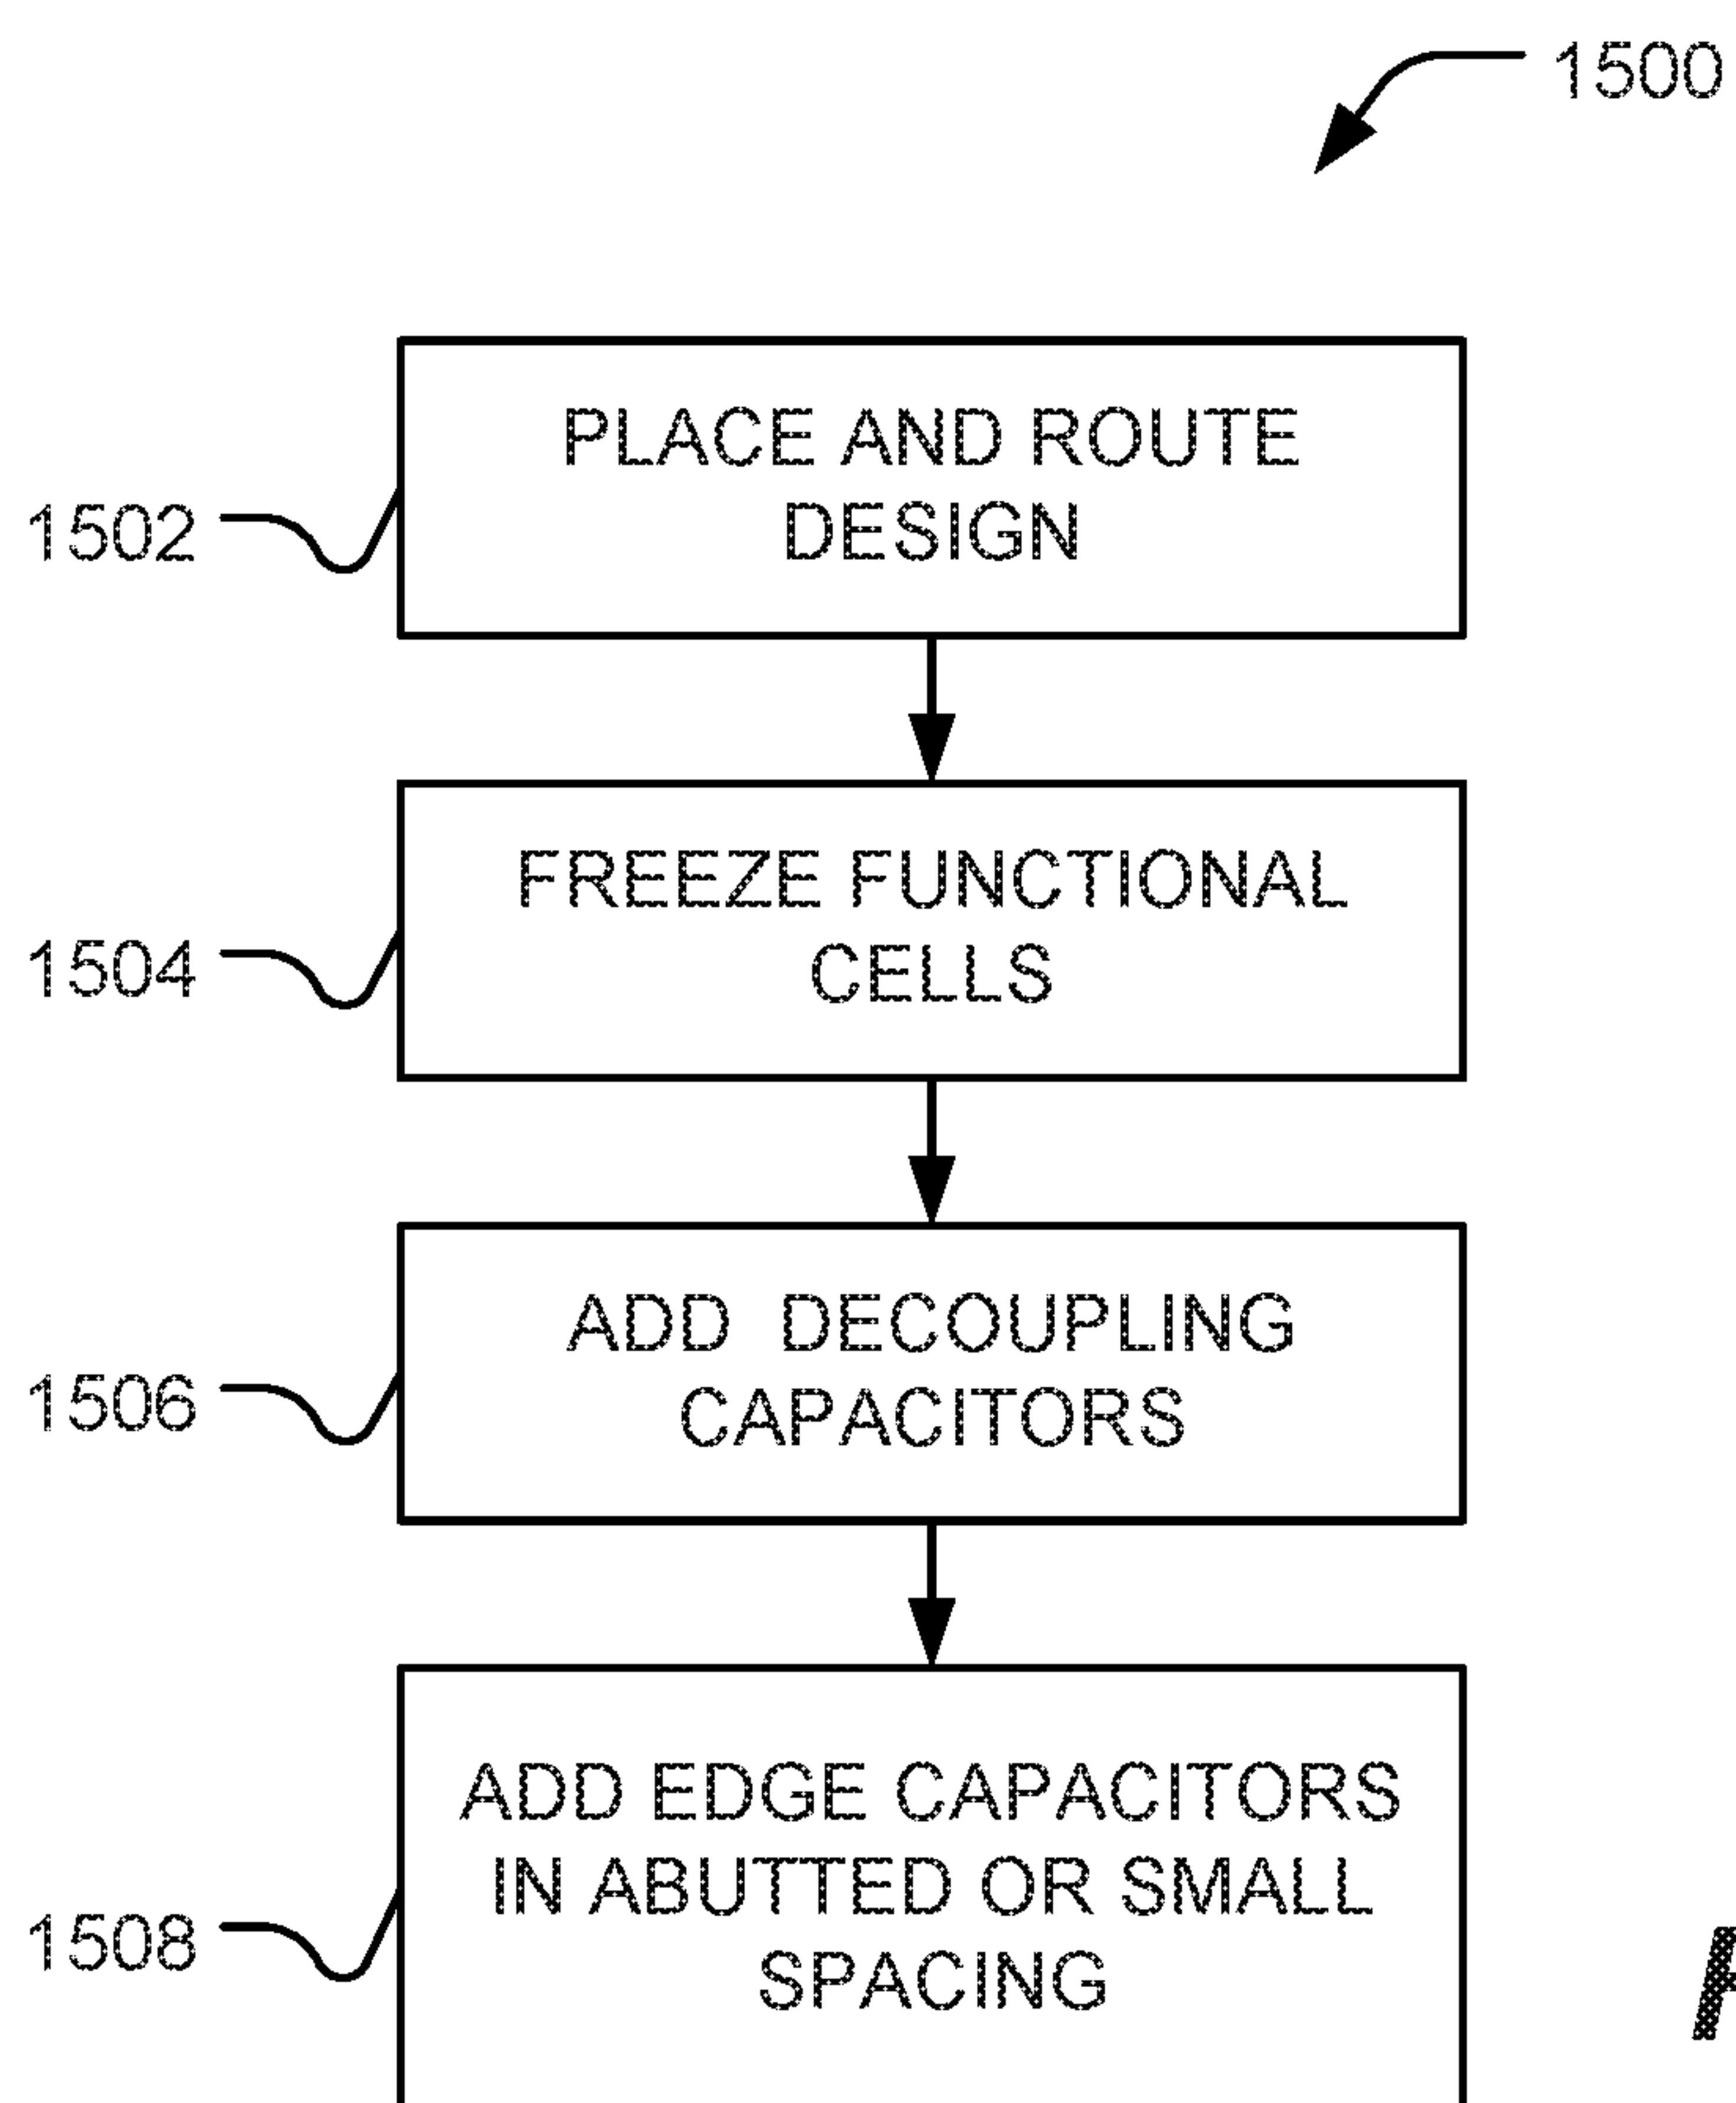 1500
PLACE AND ROUTE
DESIGN
1502
FREEZE FUNCTIONAL
CELLS
1504
ADD DECOUPLING
CAPACITORS
1506
ADD EDGE CAPACITORS
IN ABUTTED OR SMALL
SPACING
1508